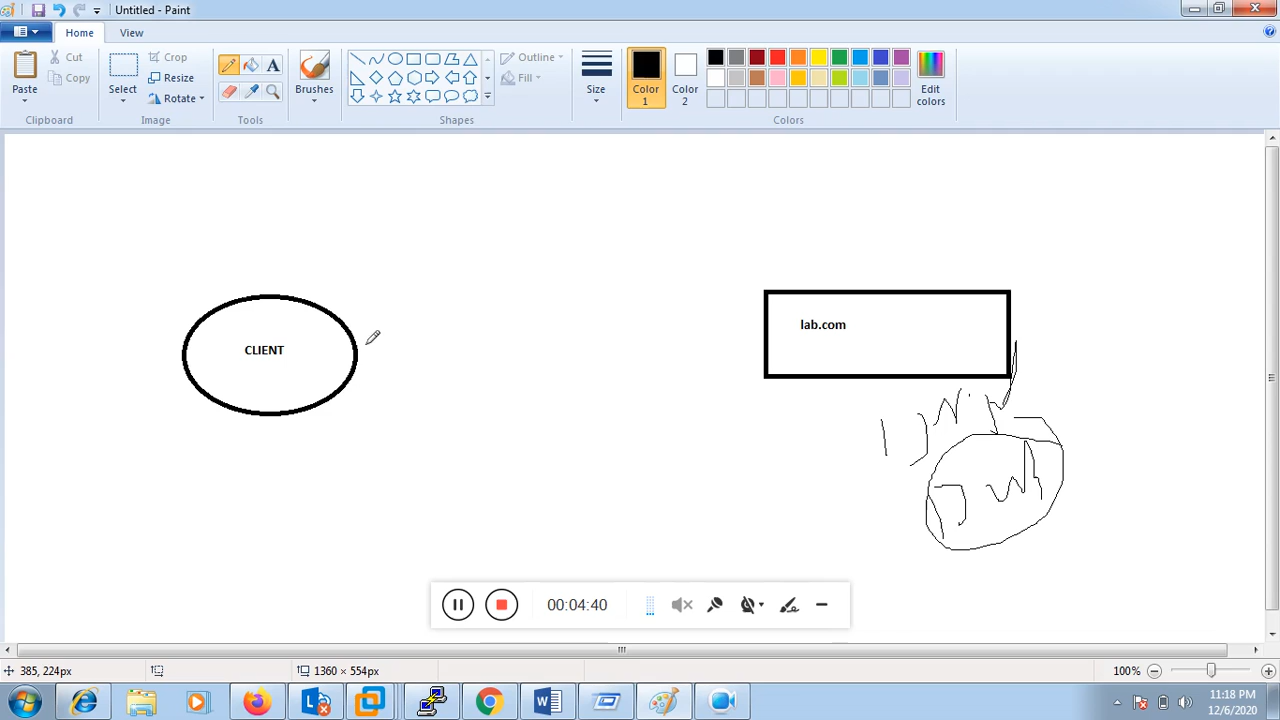 Untitled - Paint
Home
View
Paste
Cut
Copy
Clipboard
Select
Crop
Resize
Rotate
Image
Tools
Brushes
Shapes
Outline
Fill
Size
Color 1
Color 2
Edit colors
Colors
CLIENT
lab.com
00:04:40
385, 224px
1360 × 554px
100%
11:18 PM
12/6/2020